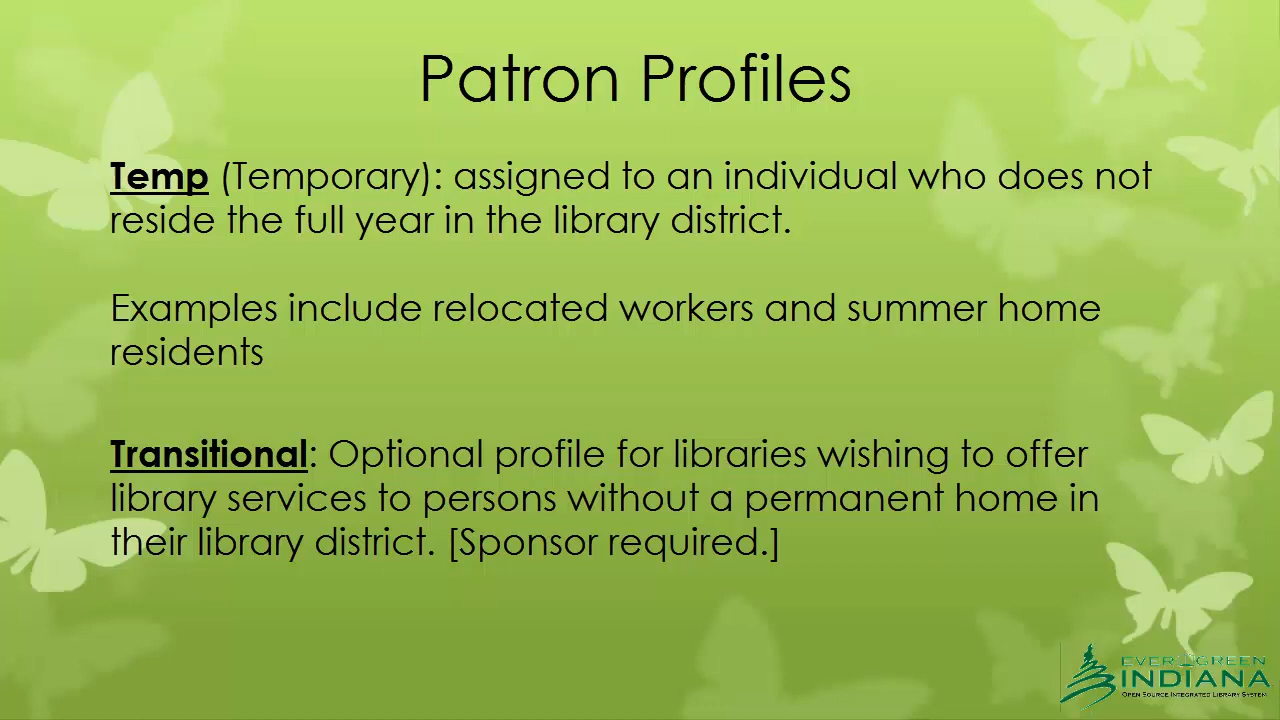 Patron Profiles
Temp (Temporary): assigned to an individual who does not
reside the full year in the library district.
Examples include relocated workers and summer home
residents
Transitional: Optional profile for libraries wishing to offer
library services to persons without a permanent home in
their library district. [Sponsor required.]
EVERGREEN
INDIANA
OPEN SOURCE INTEGRATED LIBRARY SYSTEM